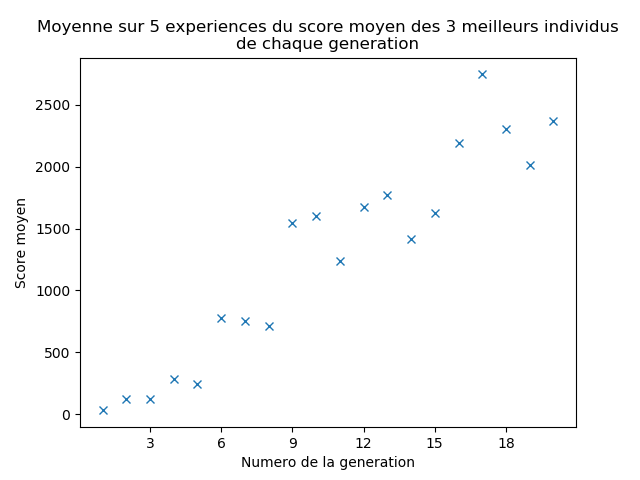 Moyenne sur 5 experiences du score moyen des 3 meilleurs individus
de chaque generation
2500
2000
1500
1000
500
0
Score moyen
3 6 9 12 15 18
Numero de la generation